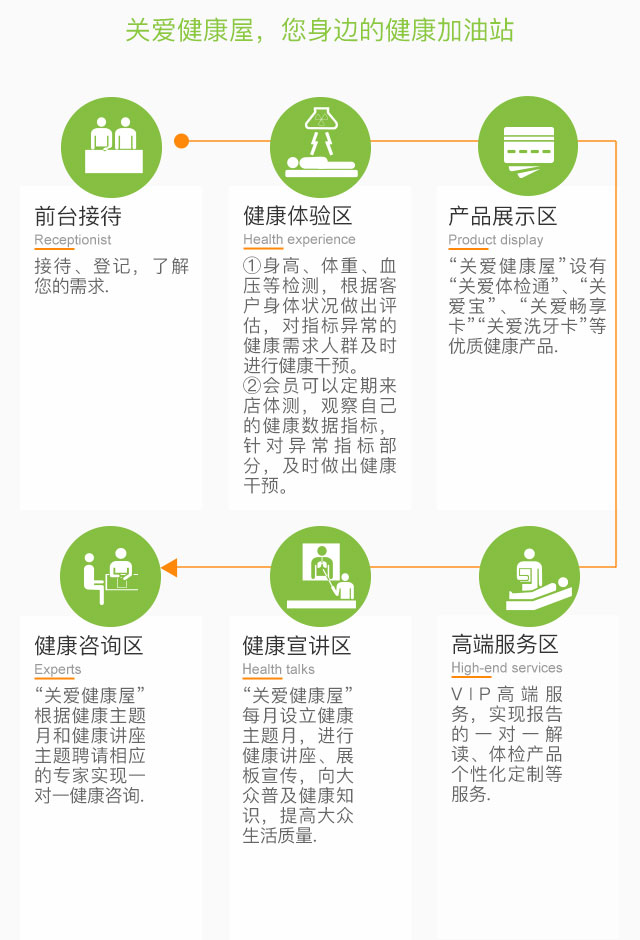 关爱健康屋，您身边的健康加油站
前台接待
Receptionist
接待、登记，了解
您的需求.
健康体验区
Health experience
①身高、体重、血
压等检测，根据客
户身体状况做出评
估，对指标异常的
健康需求人群及时
进行健康干预。
②会员可以定期来
店体测，观察自己
的健康数据指标，
针对异常指标部
分，及时做出健康
干预。
产品展示区
Product display
“关爱健康屋”设有
“关爱体检通”、“关
爱宝”、“关爱畅享
卡”“关爱洗牙卡”等
优质健康产品.
健康咨询区
Experts
“关爱健康屋”
根据健康主题
月和健康讲座
主题聘请相应
的专家实现一
对一健康咨询.
健康宣讲区
Health talks
“关爱健康屋”
每月设立健康
主题月，进行
健康讲座、展
板宣传，向大
众普及健康知
识，提高大众
生活质量.
高端服务区
High-end services
VIP高端服
务，实现报告
的一对一解
读、体检产品
个性化定制等
服务.